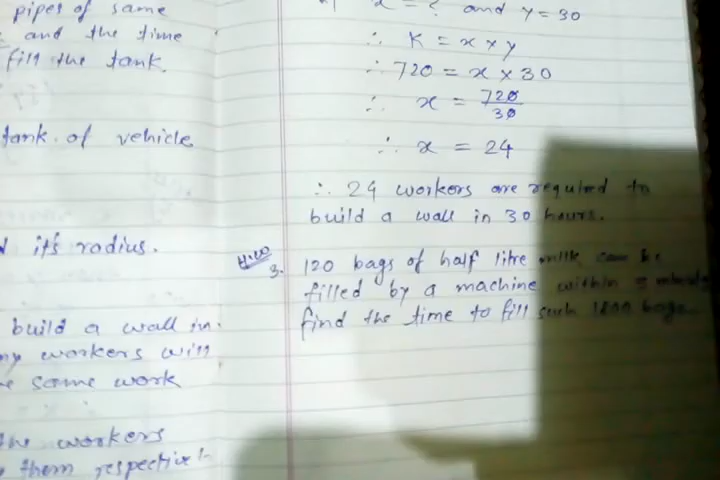 pipes of same
and the time
fill the tank.
tank of vehicle
its radius.
build a wall in
workers will
same work
the workers
them respectivel
x = ? and y = 30
∴ K = x × y
∴ 720 = x × 30
∴ x = 720/30
∴ x = 24
∴ 24 workers are required to
build a wall in 30 hours.
H.W
3. 120 bags of half litre milk can be
filled by a machine within 3
find the time to fill such 1800 bags.